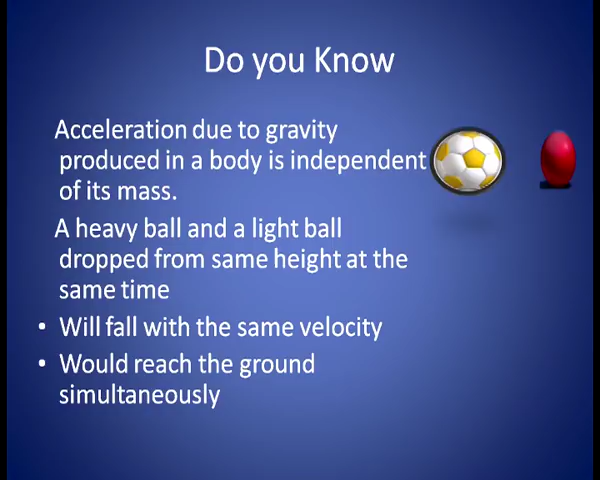 Do you Know
Acceleration due to gravity
produced in a body is independent
of its mass.
A heavy ball and a light ball
dropped from same height at the
same time
• Will fall with the same velocity
• Would reach the ground
simultaneously